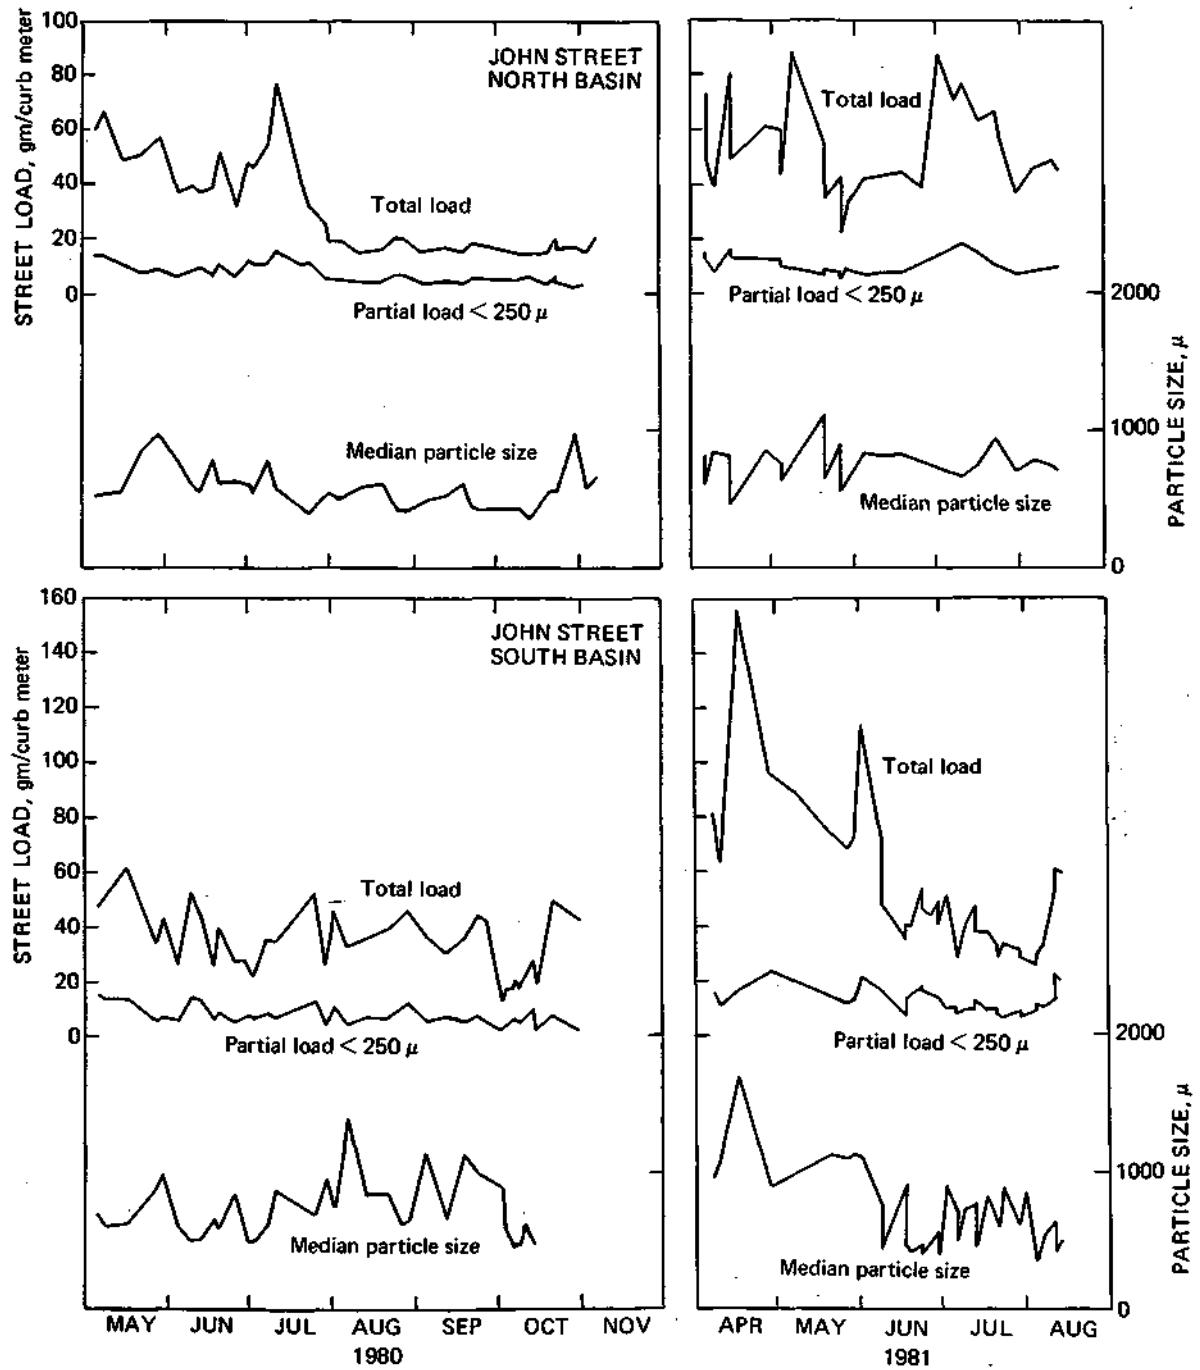 STREET LOAD, gm/curb meter
100
80
60
40
20
0
JOHN STREET
NORTH BASIN
Total load
Partial load < 250 μ
Median particle size
Total load
Partial load < 250 μ
Median particle size
2000
1000
0
PARTICLE SIZE, μ
STREET LOAD, gm/curb meter
160
140
120
100
80
60
40
20
0
JOHN STREET
SOUTH BASIN
Total load
Partial load < 250 μ
Median particle size
Total load
Partial load < 250 μ
Median particle size
2000
1000
0
PARTICLE SIZE, μ
MAY JUN JUL AUG SEP OCT NOV
1980
APR MAY JUN JUL AUG
1981